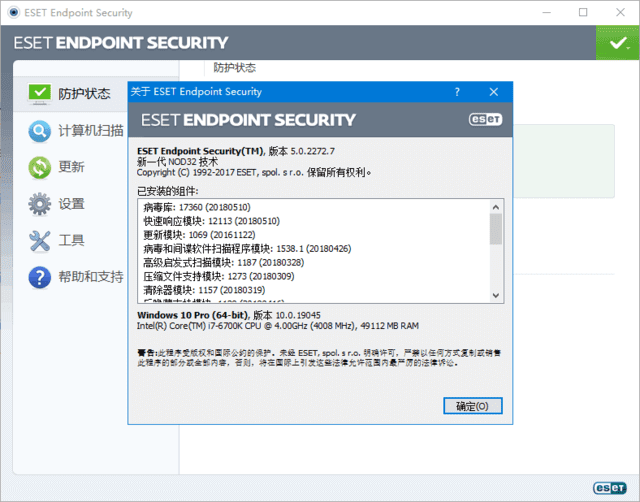 ESET Endpoint Security
ESET ENDPOINT SECURITY
防护状态
防护状态
计算机扫描
更新
设置
工具
帮助和支持
关于 ESET Endpoint Security
ESET ENDPOINT SECURITY
eset
ESET Endpoint Security(TM), 版本 5.0.2272.7
新一代 NOD32 技术
Copyright (C) 1992-2017 ESET, spol. s r.o. 保留所有权利。
已安装的组件:
病毒库: 17360 (20180510)
快速响应模块: 12113 (20180510)
更新模块: 1069 (20161122)
病毒和间谍软件扫描程序模块: 1538.1 (20180426)
高级启发式扫描模块: 1187 (20180328)
压缩文件支持模块: 1273 (20180309)
清除器模块: 1157 (20180319)
Windows 10 Pro (64-bit), 版本 10.0.19045
Intel(R) Core(TM) i7-6700K CPU @ 4.00GHz (4008 MHz), 49112 MB RAM
警告:此程序受版权和国际公约的保护。未经 ESET, spol. s r.o. 明确许可，严禁以任何方式复制或销售
此程序的部分或全部内容，否则，将在国际上引发这些法律允许范围内最严厉的法律诉讼。
确定(O)
eset